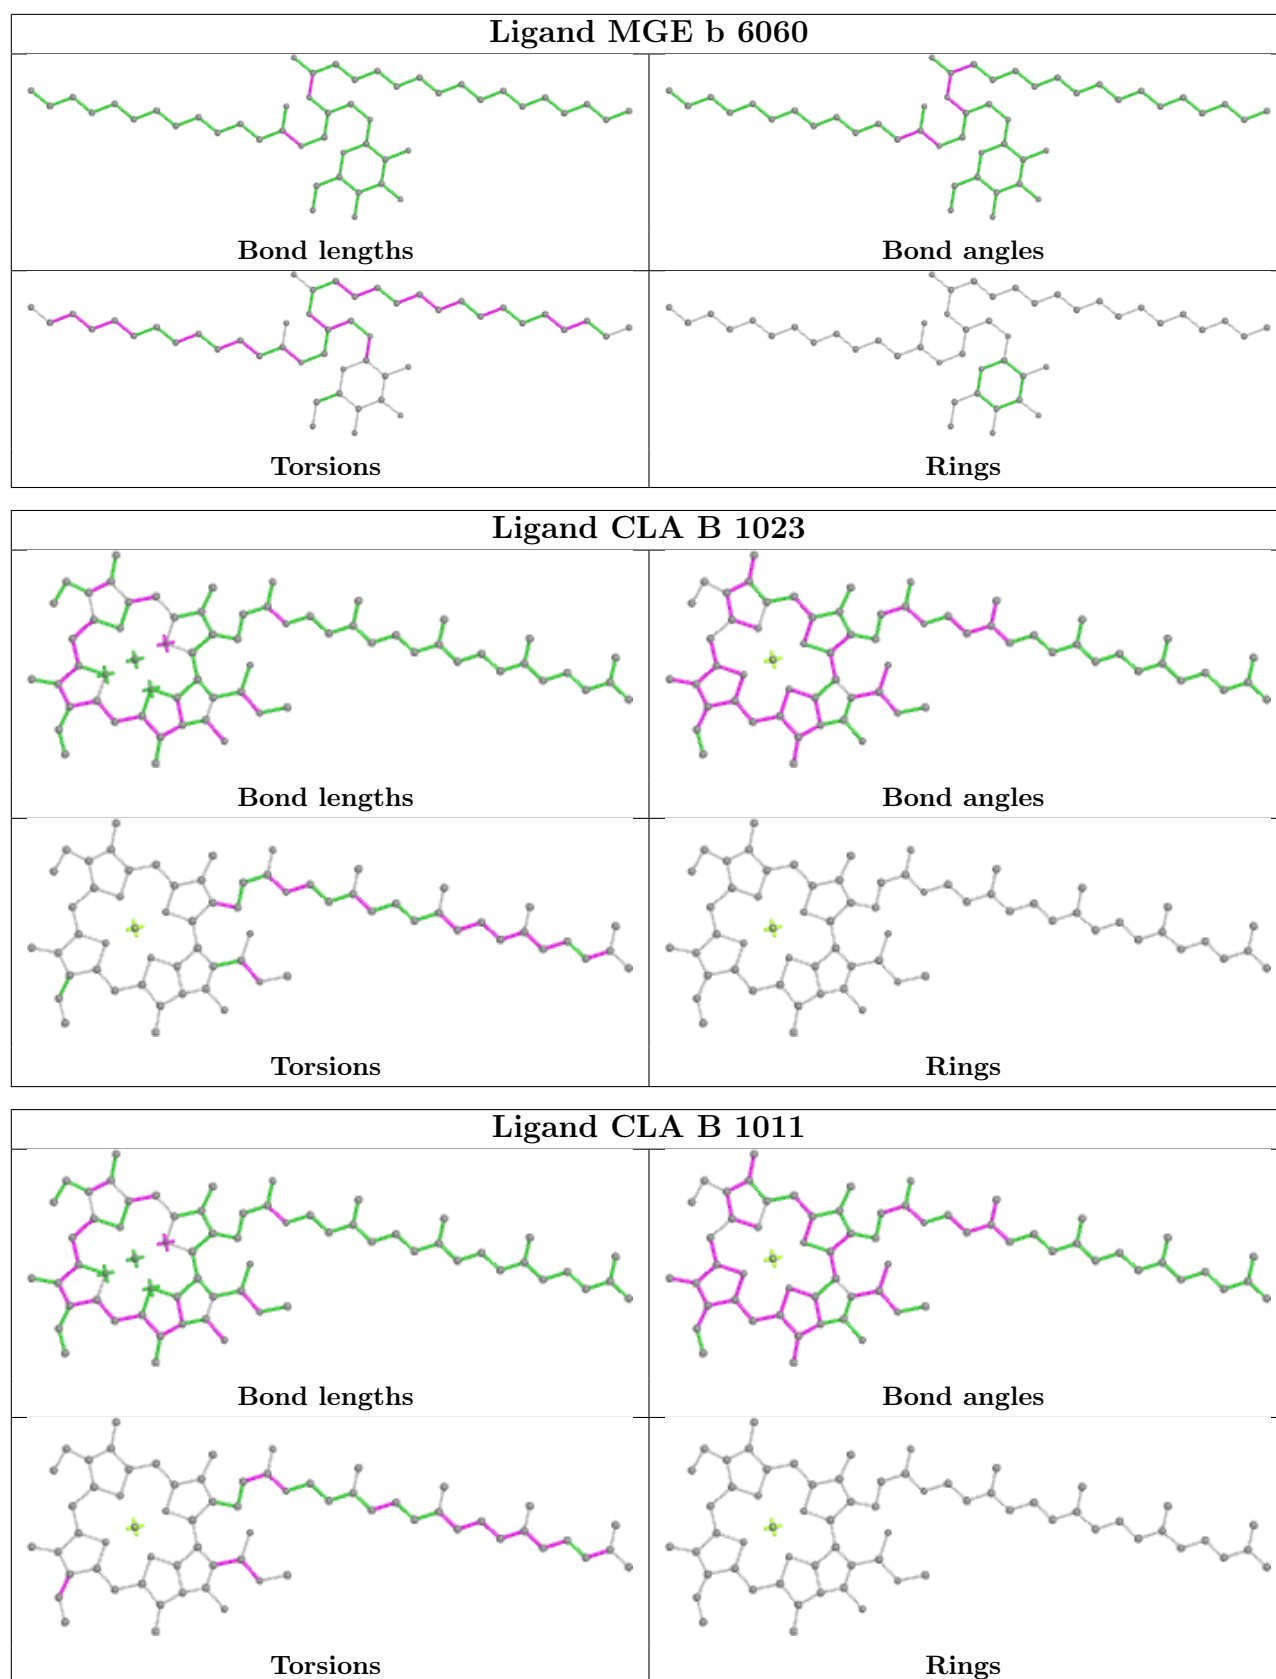 Ligand MGE b 6060
Bond lengths
Bond angles
Torsions
Rings
Ligand CLA B 1023
Bond lengths
Bond angles
Torsions
Rings
Ligand CLA B 1011
Bond lengths
Bond angles
Torsions
Rings